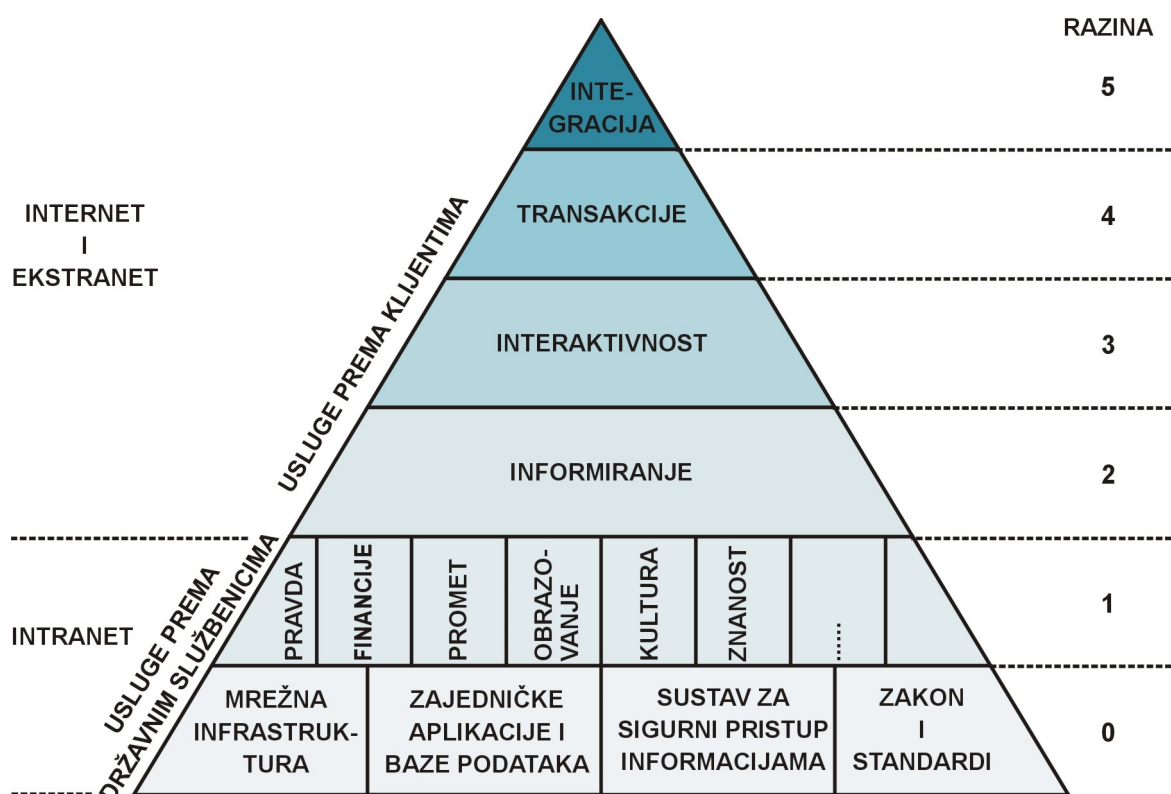 RAZINA
INTE-
GRACIJA
5
TRANSAKCIJE
4
INTERNET
I
EKSTRANET
USLUGE PREMA KLIJENTIMA
INTERAKTIVNOST
3
INFORMIRANJE
2
INTRANET
USLUGE PREMA
DRŽAVNIM SLUŽBENICIMA
PRAVDA
FINANCIJE
PROMET
OBRAZO-
VANJE
KULTURA
ZNANOST
......
1
MREŽNA
INFRASTRUK-
TURA
ZAJEDNIČKE
APLIKACIJE I
BAZE PODATAKA
SUSTAV ZA
SIGURNI PRISTUP
INFORMACIJAMA
ZAKON
I
STANDARDI
0